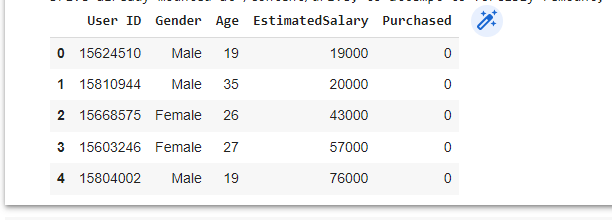 User ID Gender Age EstimatedSalary Purchased
0 15624510 Male 19 19000 0
1 15810944 Male 35 20000 0
2 15668575 Female 26 43000 0
3 15603246 Female 27 57000 0
4 15804002 Male 19 76000 0